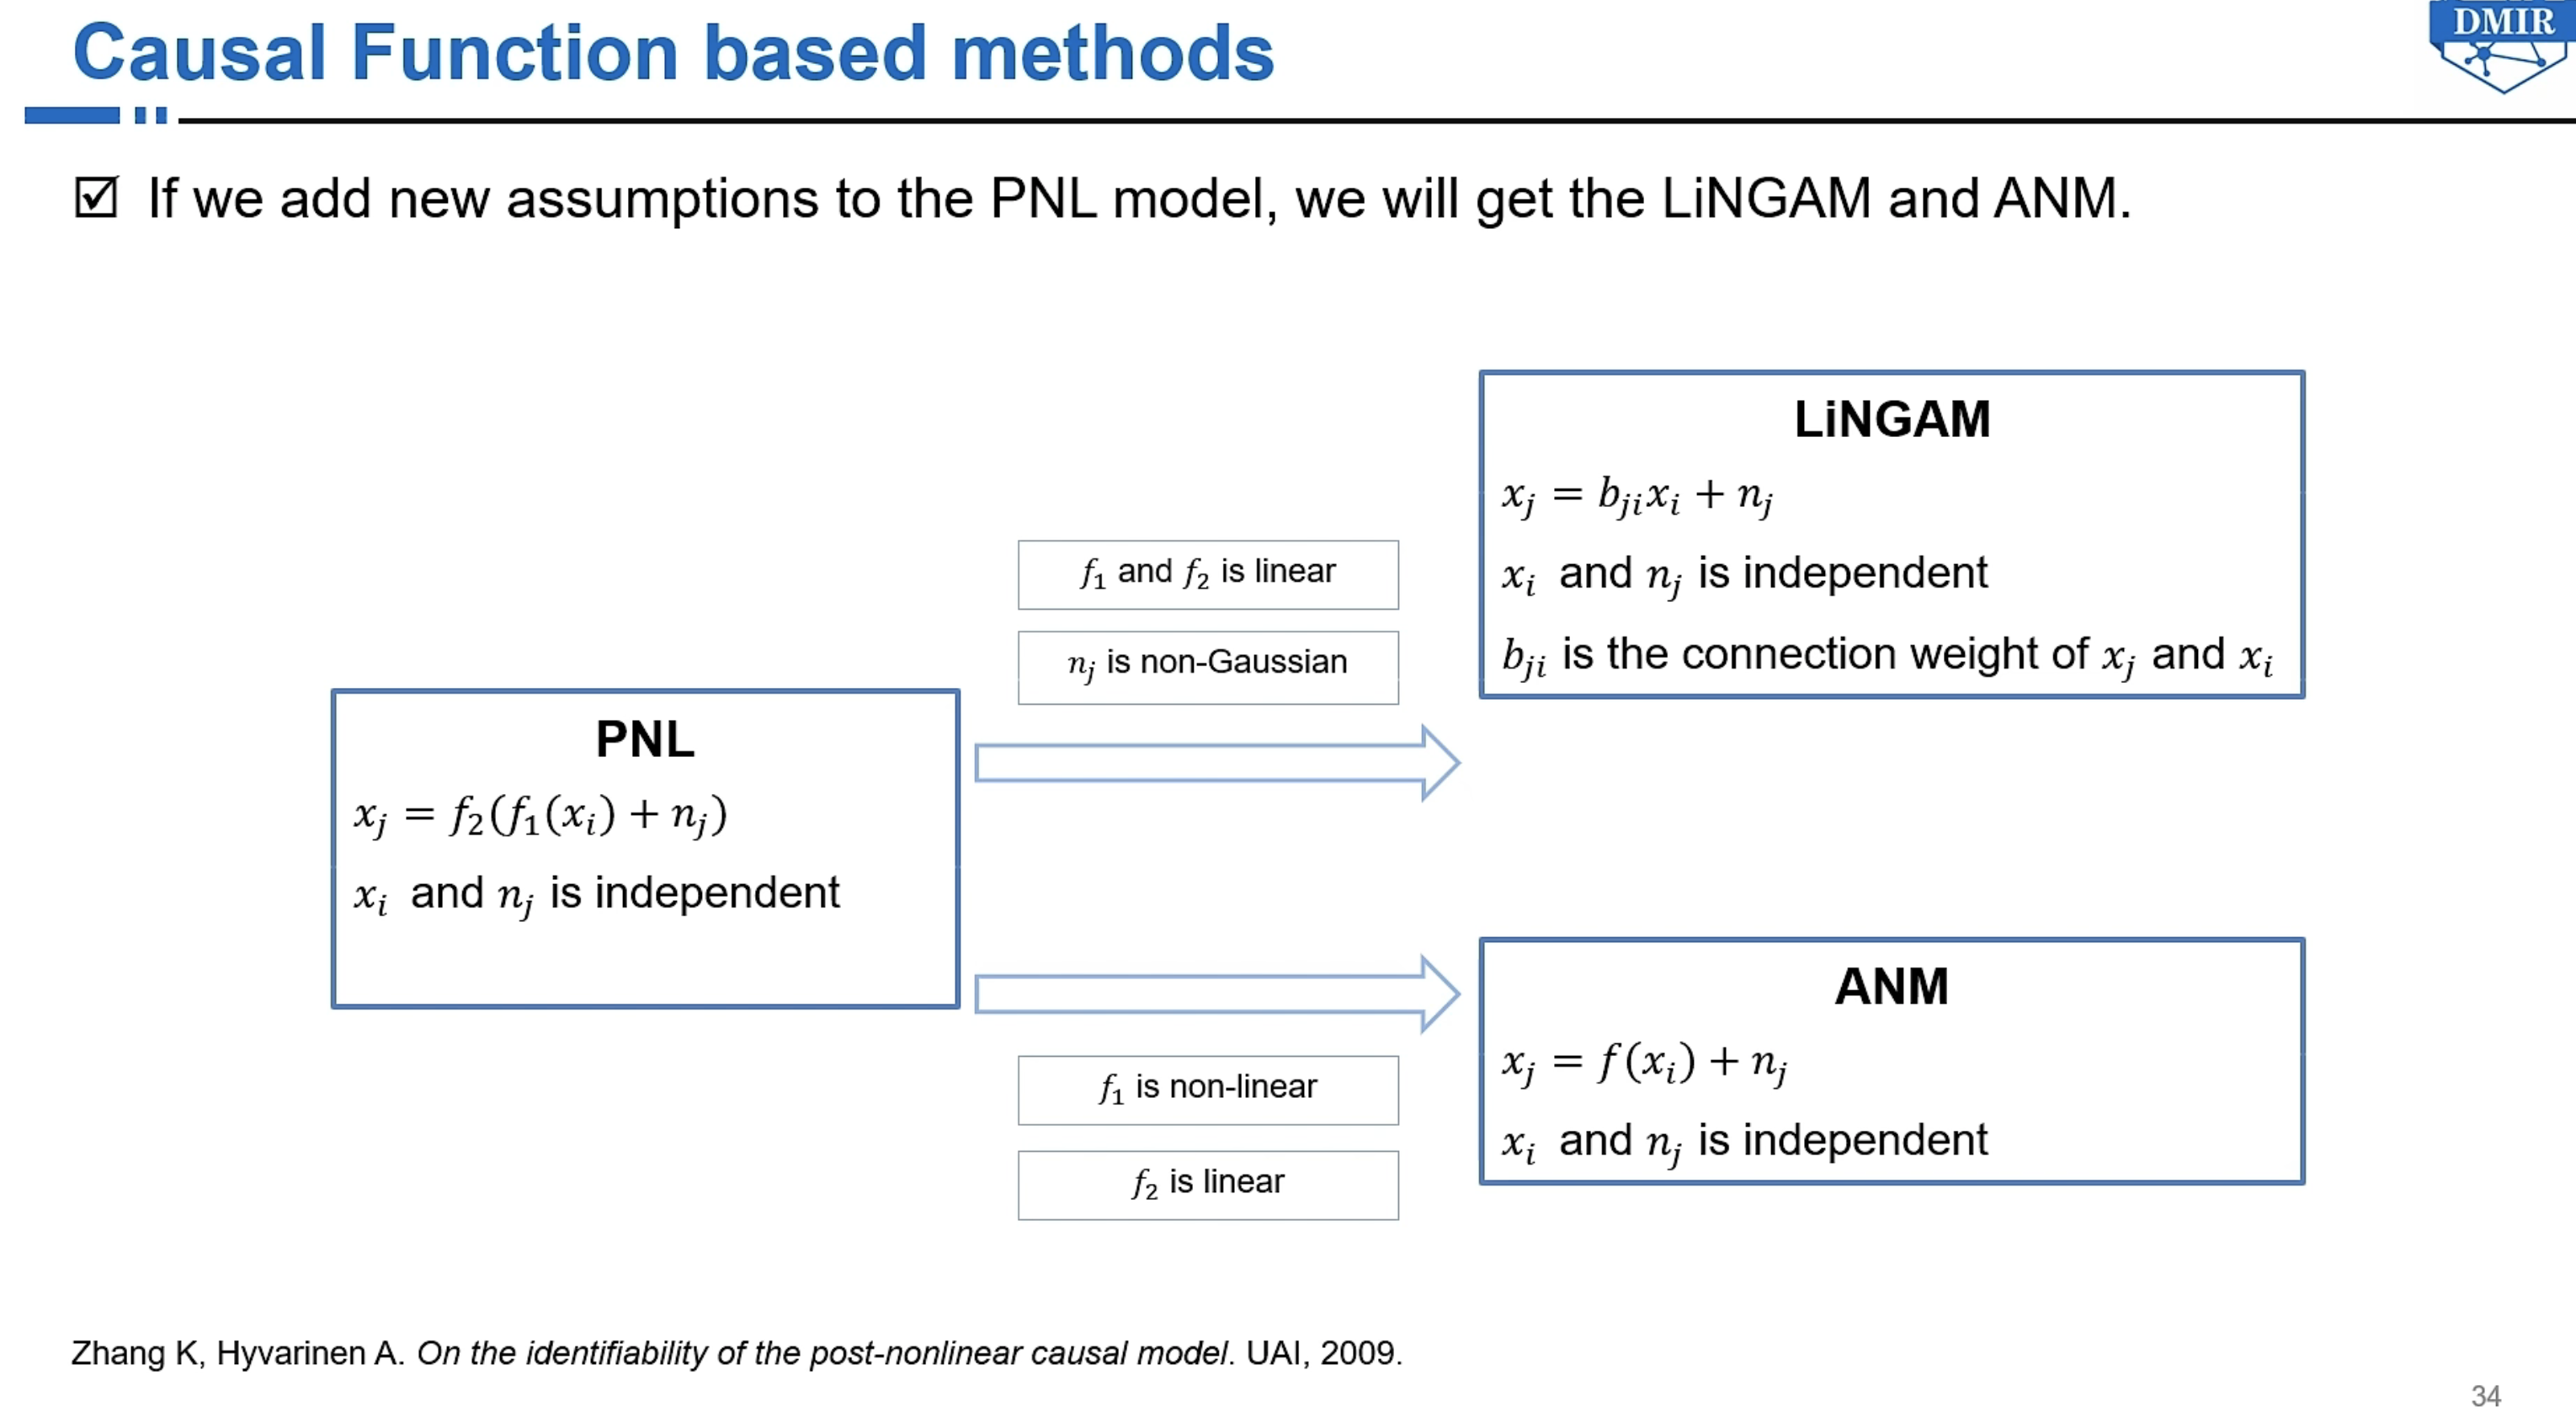 Causal Function based methods
DMIR
☑ If we add new assumptions to the PNL model, we will get the LiNGAM and ANM.
LiNGAM
x_j = b_{ji}x_i + n_j
x_i and n_j is independent
b_{ji} is the connection weight of x_j and x_i
f_1 and f_2 is linear
n_j is non-Gaussian
PNL
x_j = f_2(f_1(x_i) + n_j)
x_i and n_j is independent
ANM
x_j = f(x_i) + n_j
x_i and n_j is independent
f_1 is non-linear
f_2 is linear
Zhang K, Hyvarinen A. On the identifiability of the post-nonlinear causal model. UAI, 2009.
34